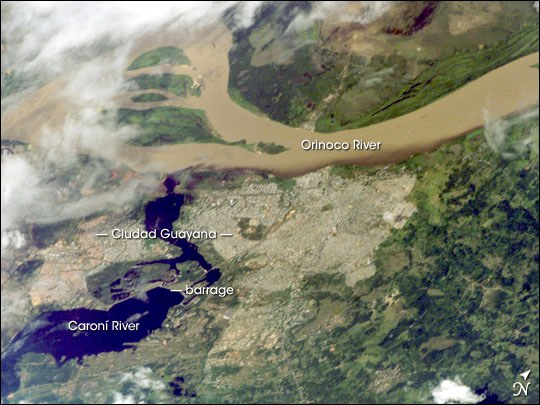 Orinoco River
— Ciudad Guayana —
— barrage
Caroní River
N